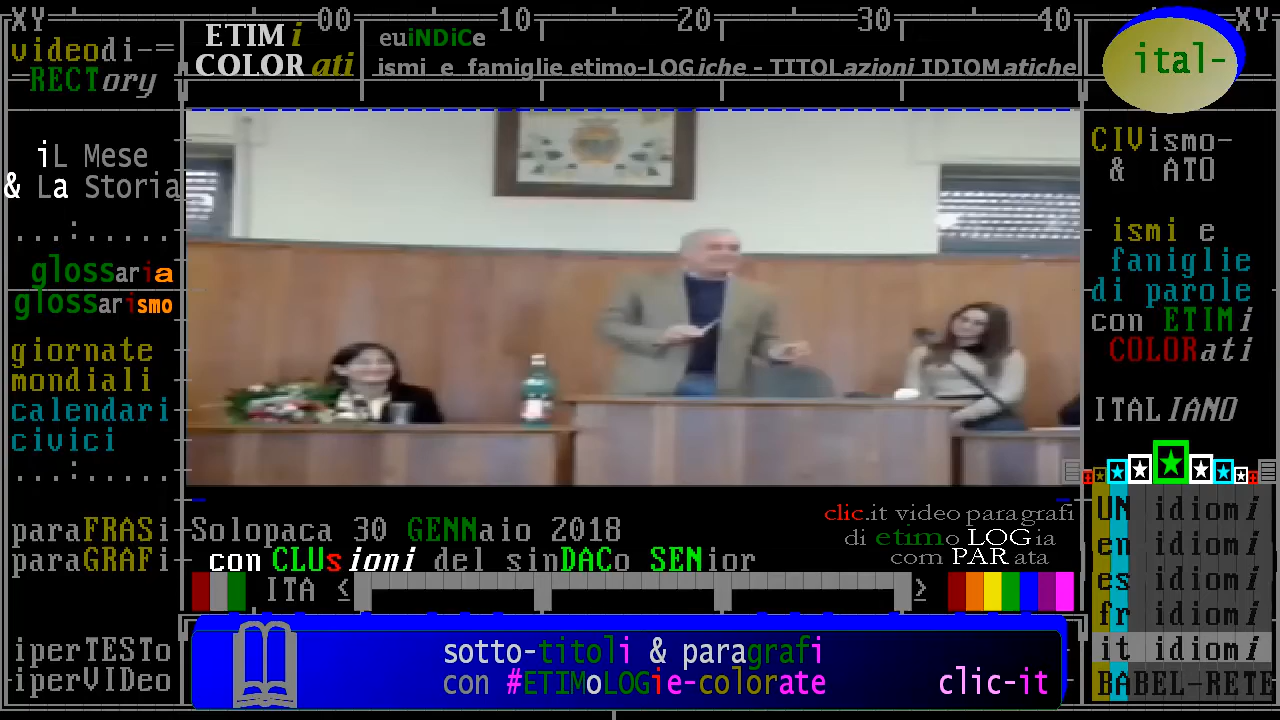 XY 00 10 20 30 40 XY
videodi-=
=RECTory
ETIMi
COLORati
euiNDiCe
ismi e famiglie etimo-LOGiche - TITOLazioni IDIOMatiche
ital-
iL Mese
& La Storia
...:.....
glossaria
glossarismo
giornate
mondiali
calendari
civici
...:.....
paraFRASi
paraGRAFi
iperTESTo
iperVIDeo
CIVismo-
& ATO
ismi e
faniglie
di parole
con ETIMi
COLORati
ITALIANO
UN idiomi
en idiomi
es idiomi
fr idiomi
it idiomi
BABEL-RETE
Solopaca 30 GENNaio 2018
con CLUsioni del sinDACo SENior
clic.it video paragrafi
di etimo LOGia
com PARata
ITA < >
sotto-titoli & paragrafi
con #ETIMoLOGie-colorate
clic-it